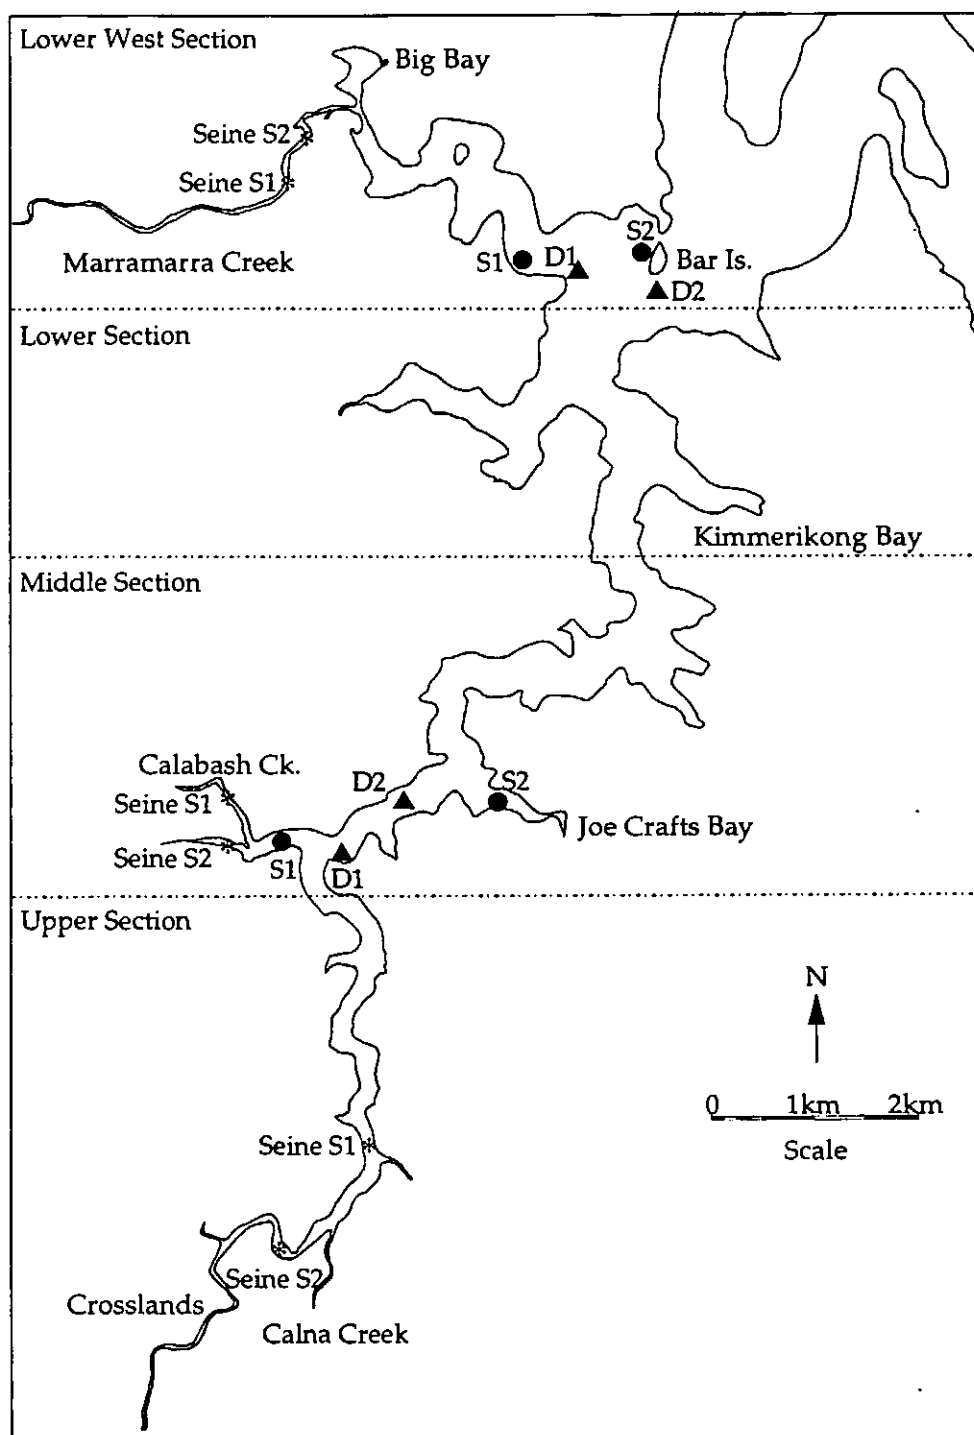 Lower West Section
Big Bay
Seine S2
Seine S1
Marramarra Creek
S1
D1
S2
Bar Is.
D2
Lower Section
Kimmerikong Bay
Middle Section
Calabash Ck.
Seine S1
D2
S2
Seine S2
S1
D1
Joe Crafts Bay
Upper Section
N
0 1km 2km
Scale
Seine S1
Seine S2
Crosslands
Calna Creek